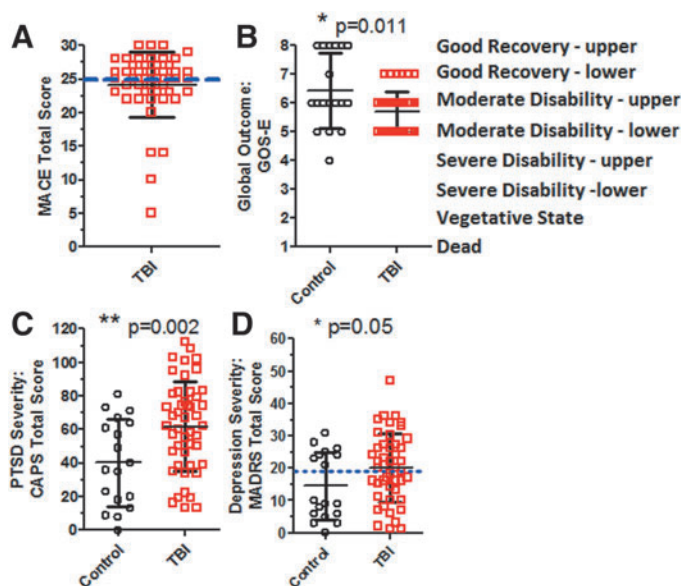 A
MACE Total Score
30
25
20
15
10
5
0
TBI
B
* p=0.011
Global Outcome:
GOS-E
8
7
6
5
4
3
2
1
Control
TBI
Good Recovery - upper
Good Recovery - lower
Moderate Disability - upper
Moderate Disability - lower
Severe Disability - upper
Severe Disability -lower
Vegetative State
Dead
C
** p=0.002
PTSD Severity:
CAPS Total Score
120
100
80
60
40
20
0
Control
TBI
D
* p=0.05
Depression Severity:
MADRS Total Score
60
50
40
30
20
10
0
Control
TBI